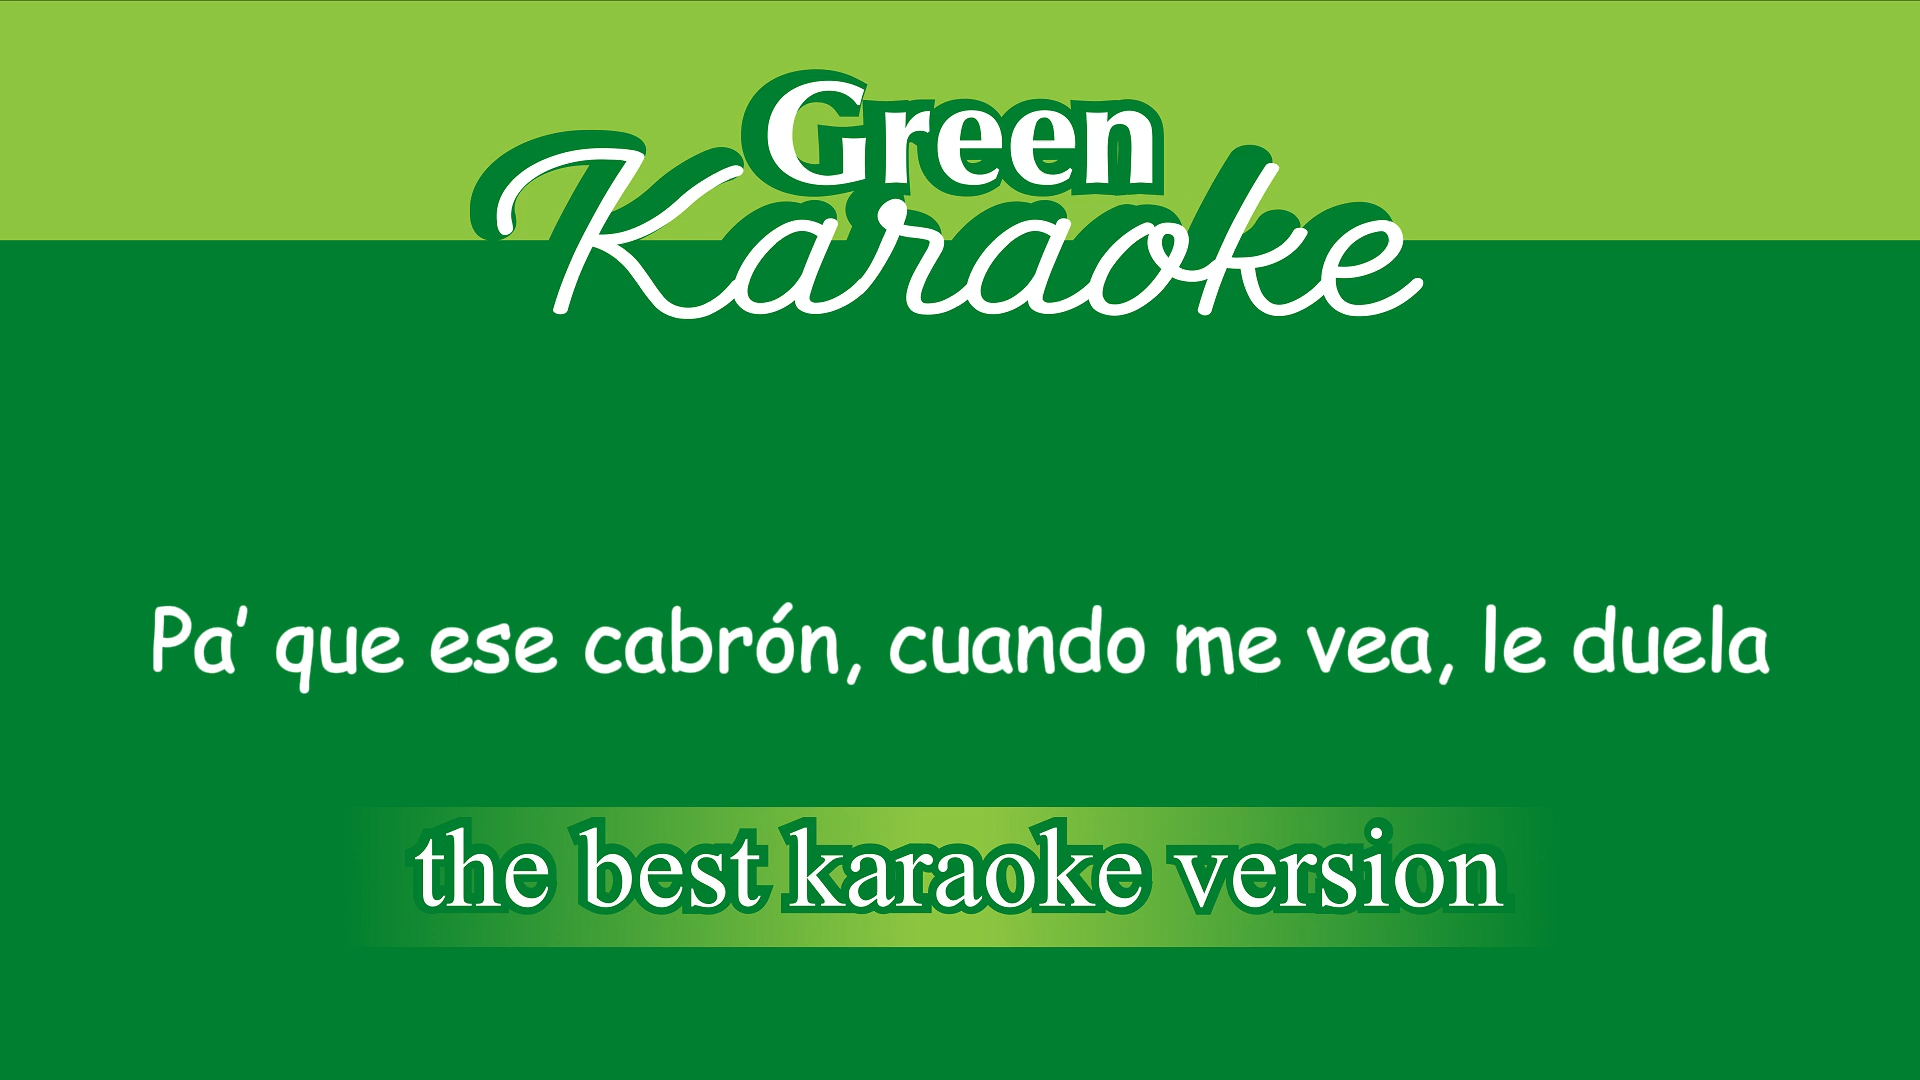 Green
Karaoke
Pa’ que ese cabrón, cuando me vea, le duela
the best karaoke version